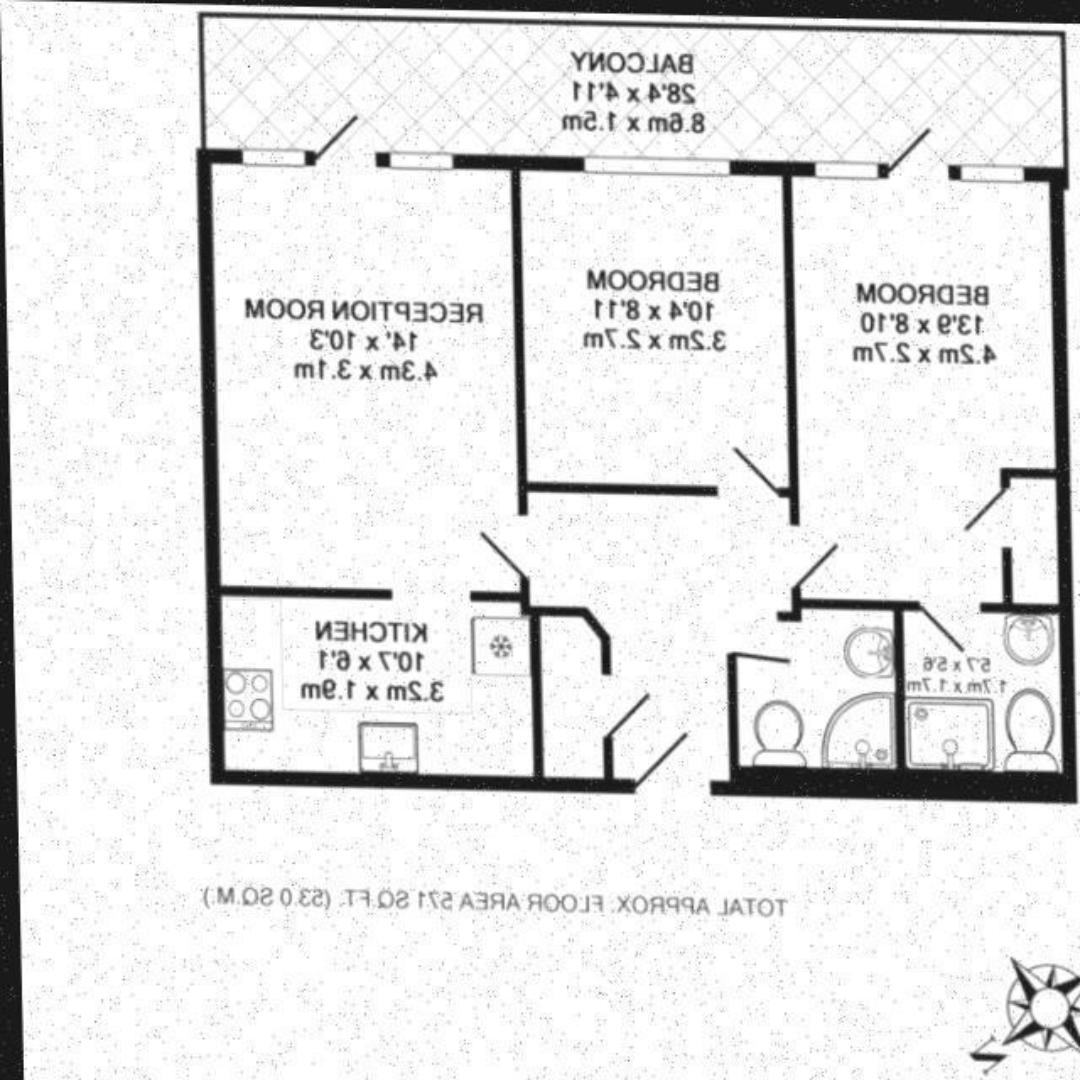 BALCONY
28'4 x 4'11
8.6m x 1.5m
BEDROOM
13'9 x 8'10
4.2m x 2.7m
BEDROOM
10'4 x 8'11
3.2m x 2.7m
RECEPTION ROOM
14' x 10'3
4.3m x 3.1m
KITCHEN
10'7 x 6'1
3.2m x 1.9m
5'7 x 5'6
1.7m x 1.7m
TOTAL APPROX. FLOOR AREA 571 SQ.FT. (53.0 SQ.M.)
N